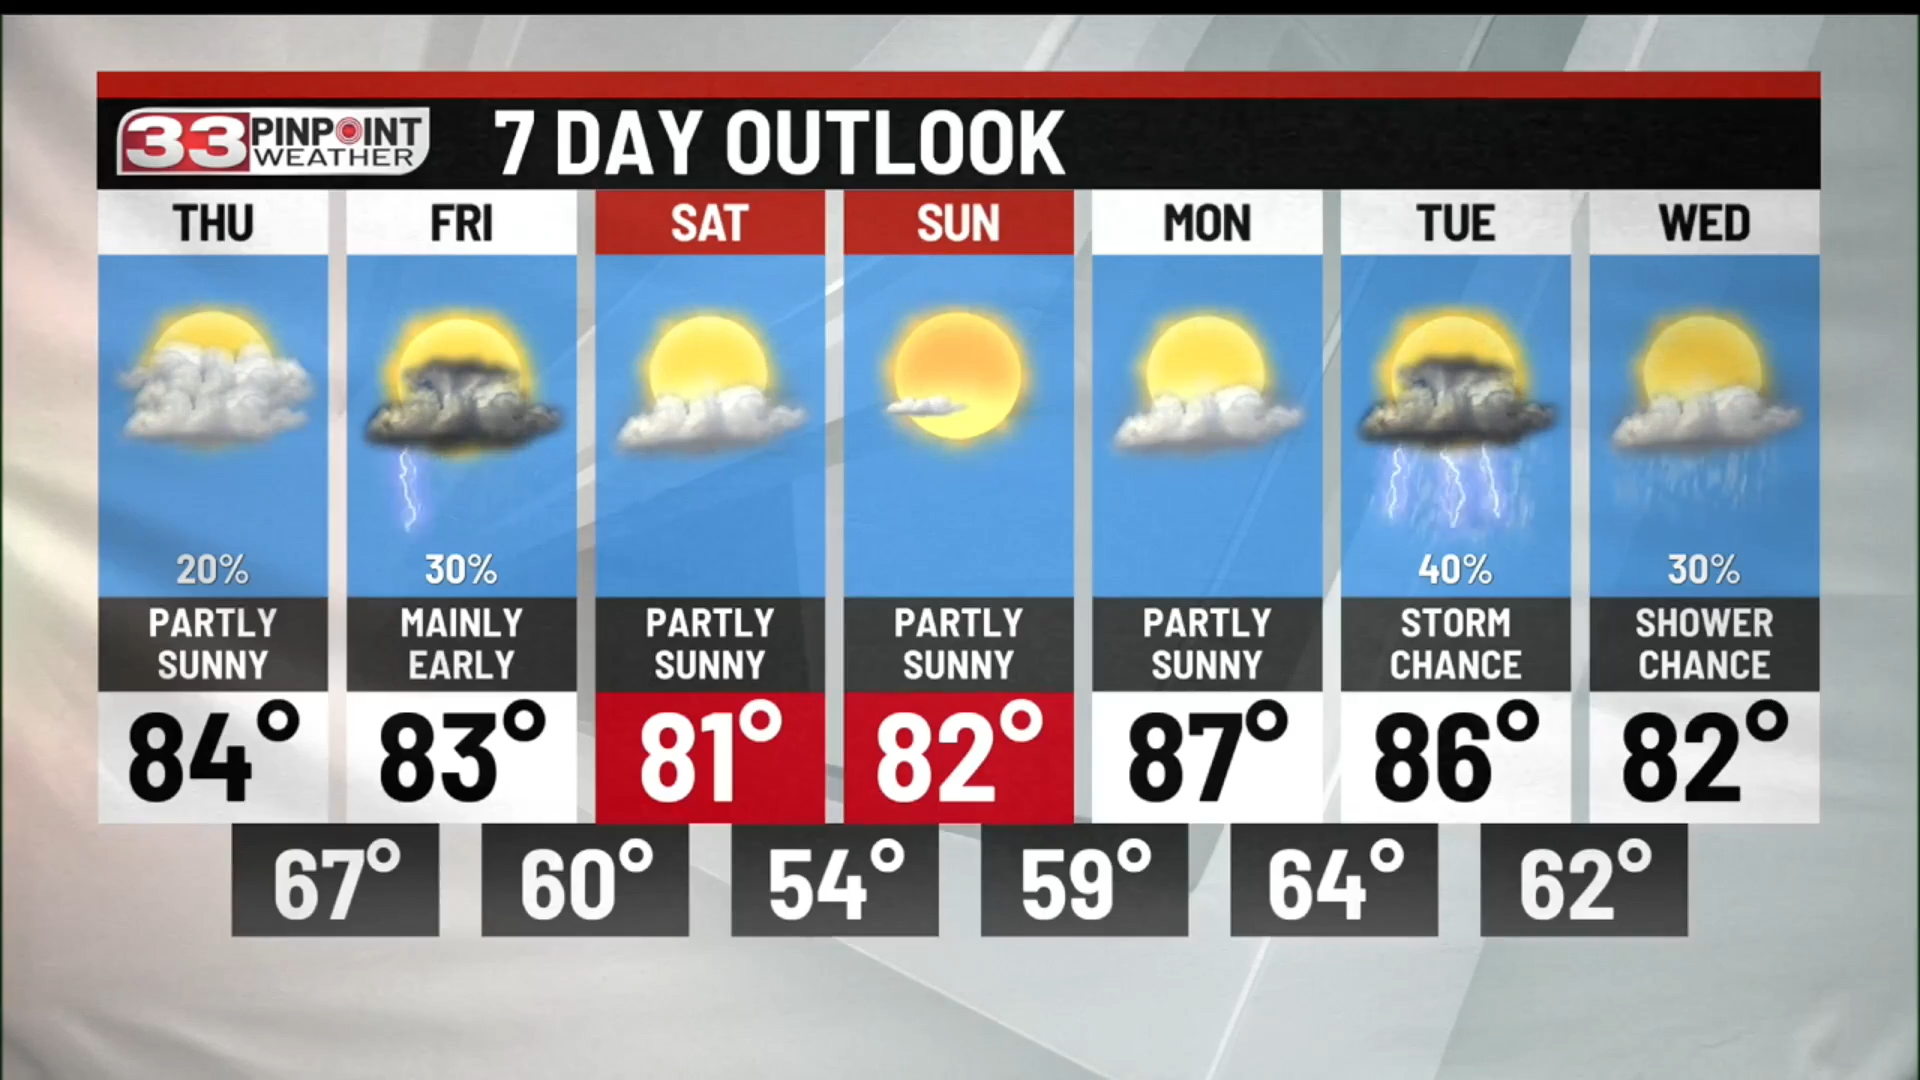 33 PINPOINT
WEATHER
7 DAY OUTLOOK
THU FRI SAT SUN MON TUE WED
20% 30% 40% 30%
PARTLY MAINLY PARTLY PARTLY PARTLY STORM SHOWER
SUNNY EARLY SUNNY SUNNY SUNNY CHANCE CHANCE
84° 83° 81° 82° 87° 86° 82°
67° 60° 54° 59° 64° 62°